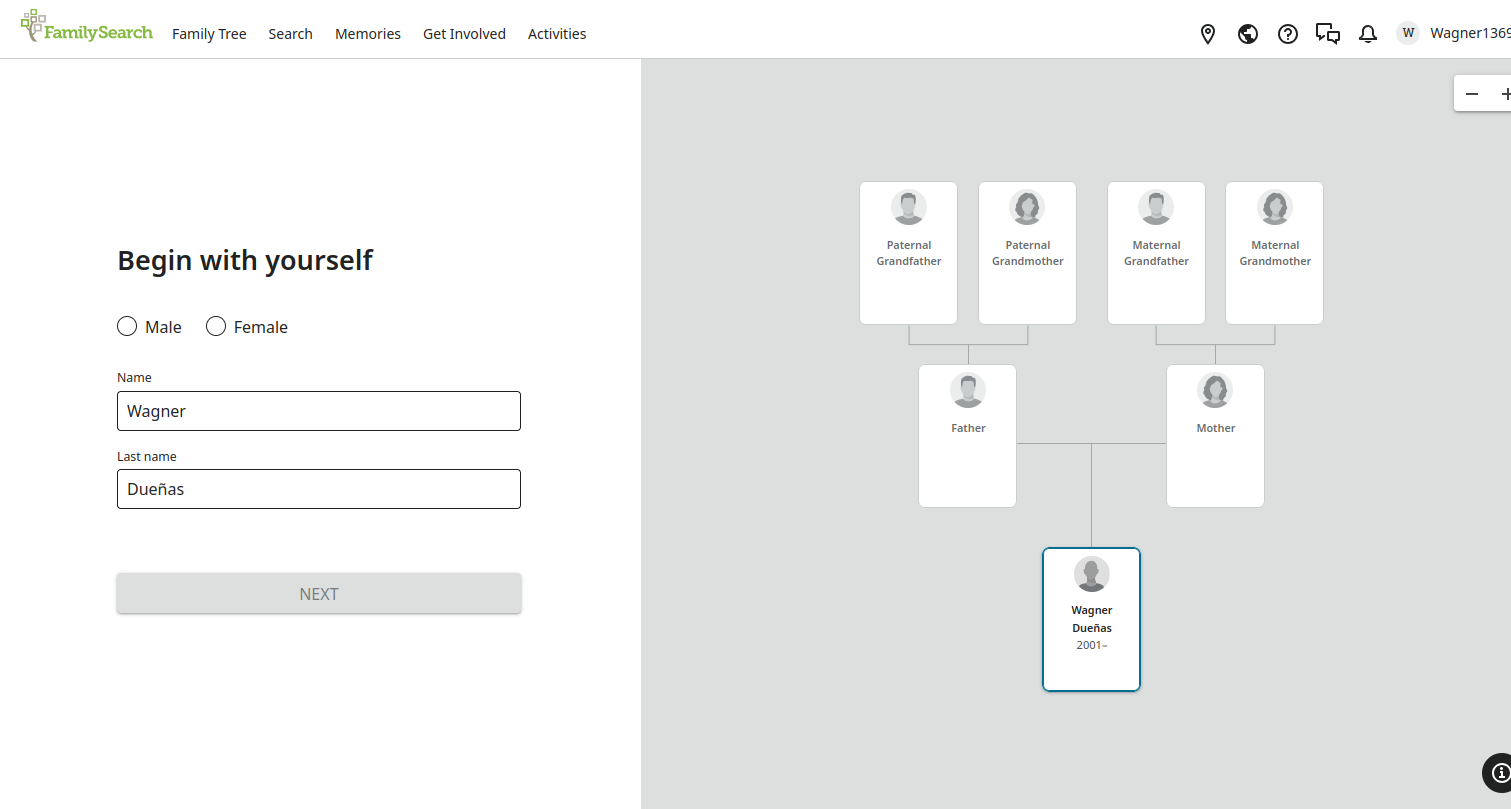 FamilySearch
Family Tree
Search
Memories
Get Involved
Activities
W
Wagner1369
Begin with yourself
Male
Female
Name
Wagner
Last name
Dueñas
NEXT
Paternal
Grandfather
Paternal
Grandmother
Maternal
Grandfather
Maternal
Grandmother
Father
Mother
Wagner
Dueñas
2001–